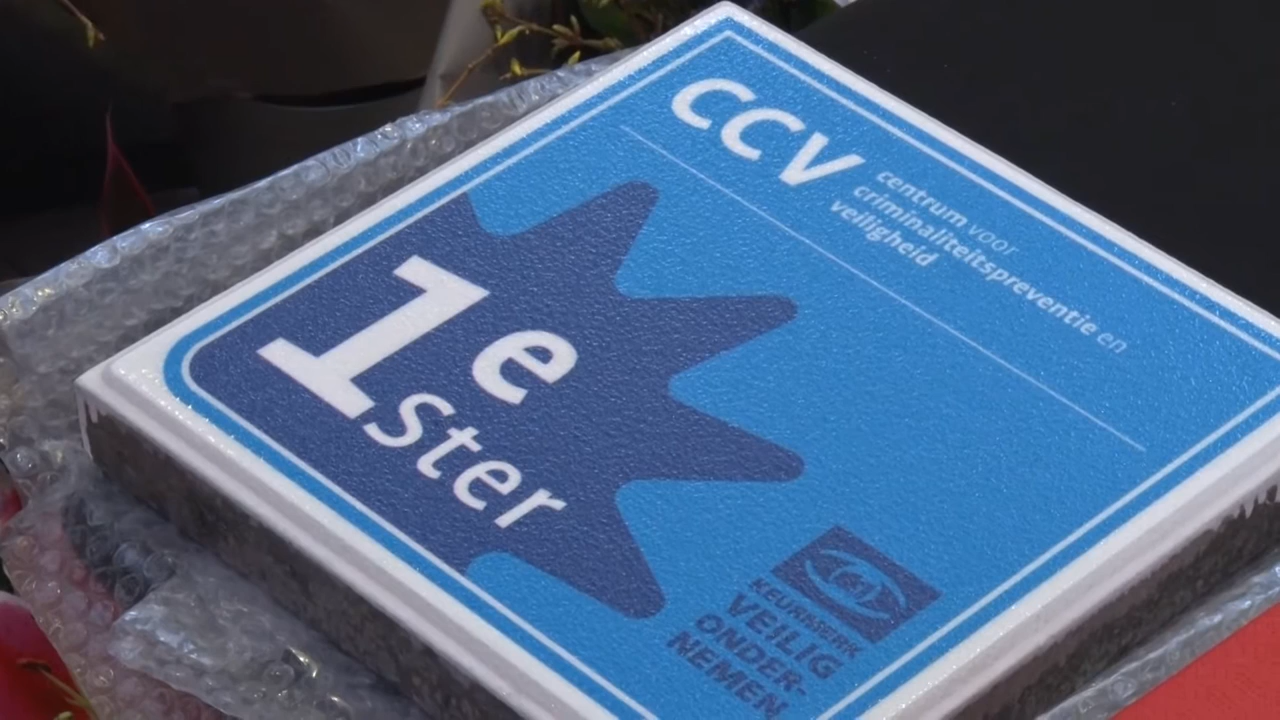 CCV
centrum voor
criminaliteitspreventie en
veiligheid
1e
ster
KEURMERK
VEILIG
ONDER-
NEMEN